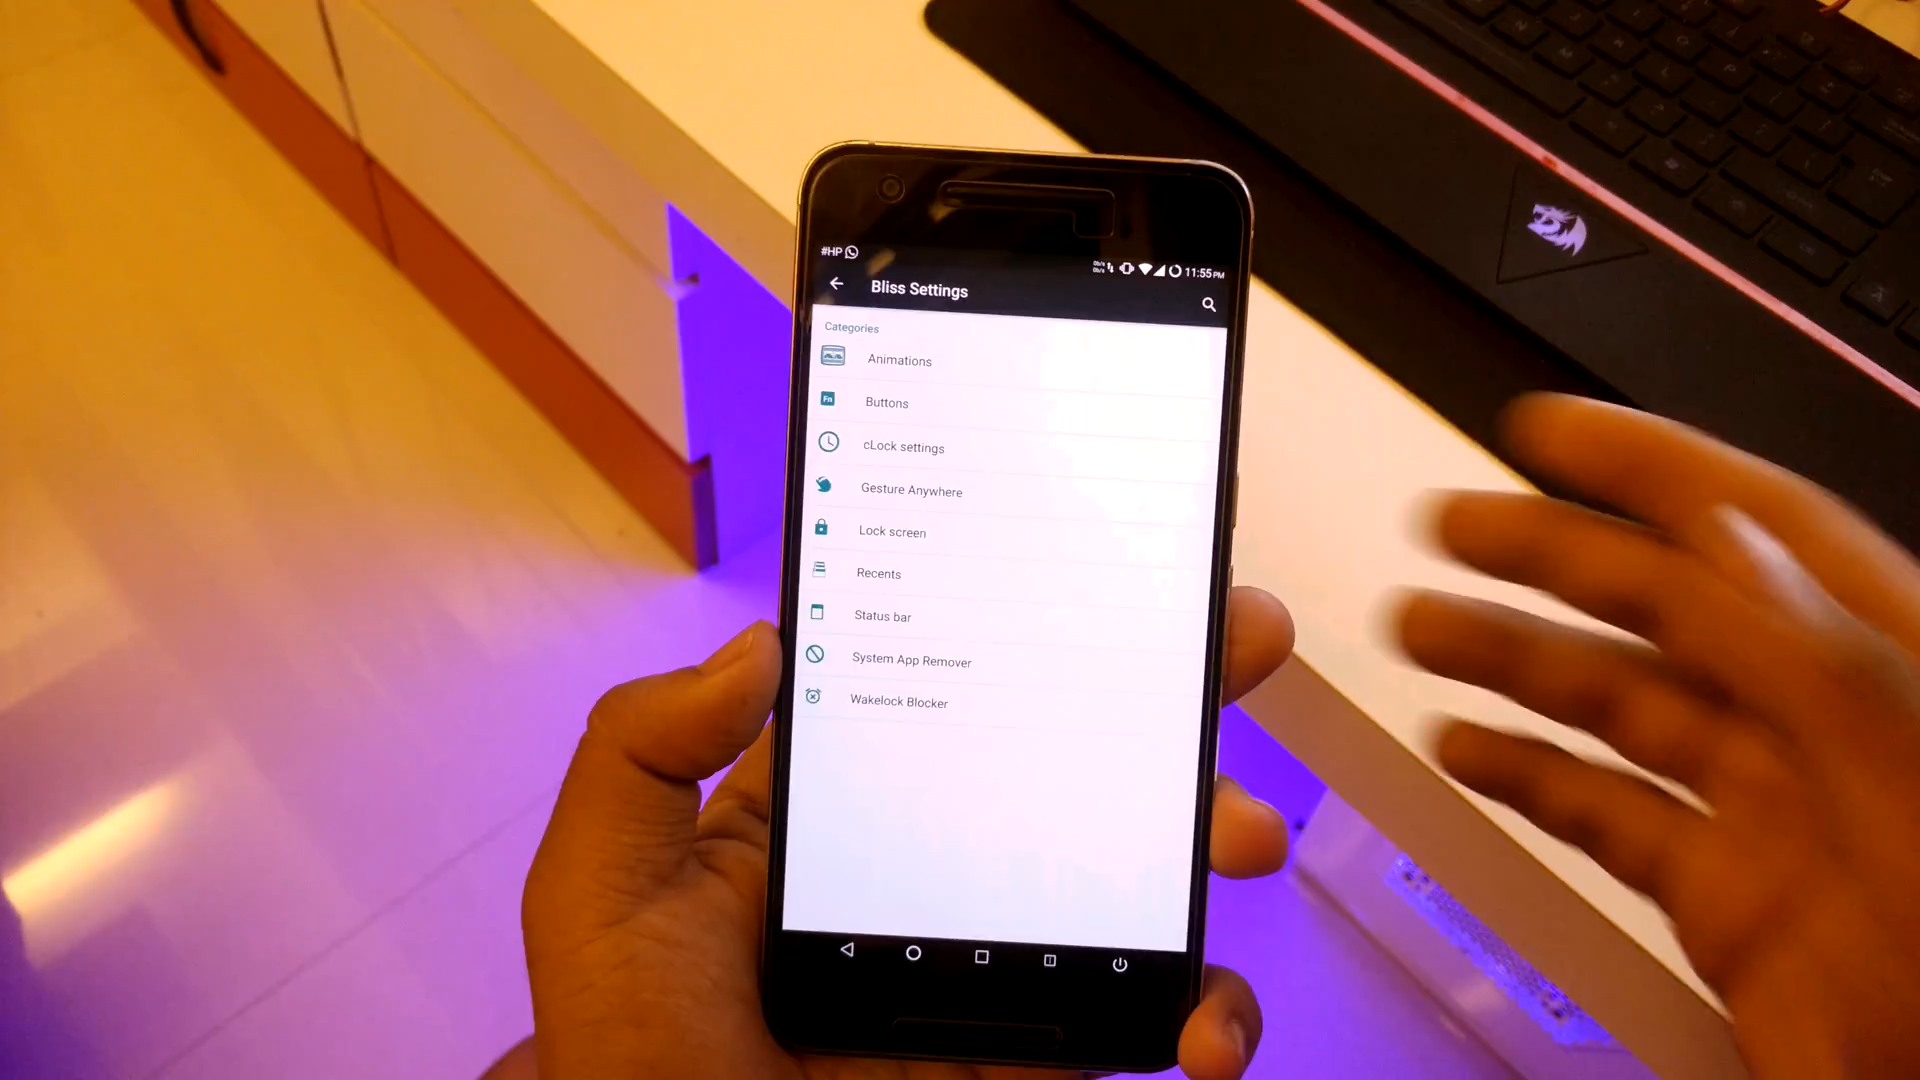 #HP
11:55 PM
Bliss Settings
Categories
Animations
Fn
Buttons
cLock settings
Gesture Anywhere
Lock screen
Recents
Status bar
System App Remover
Wakelock Blocker